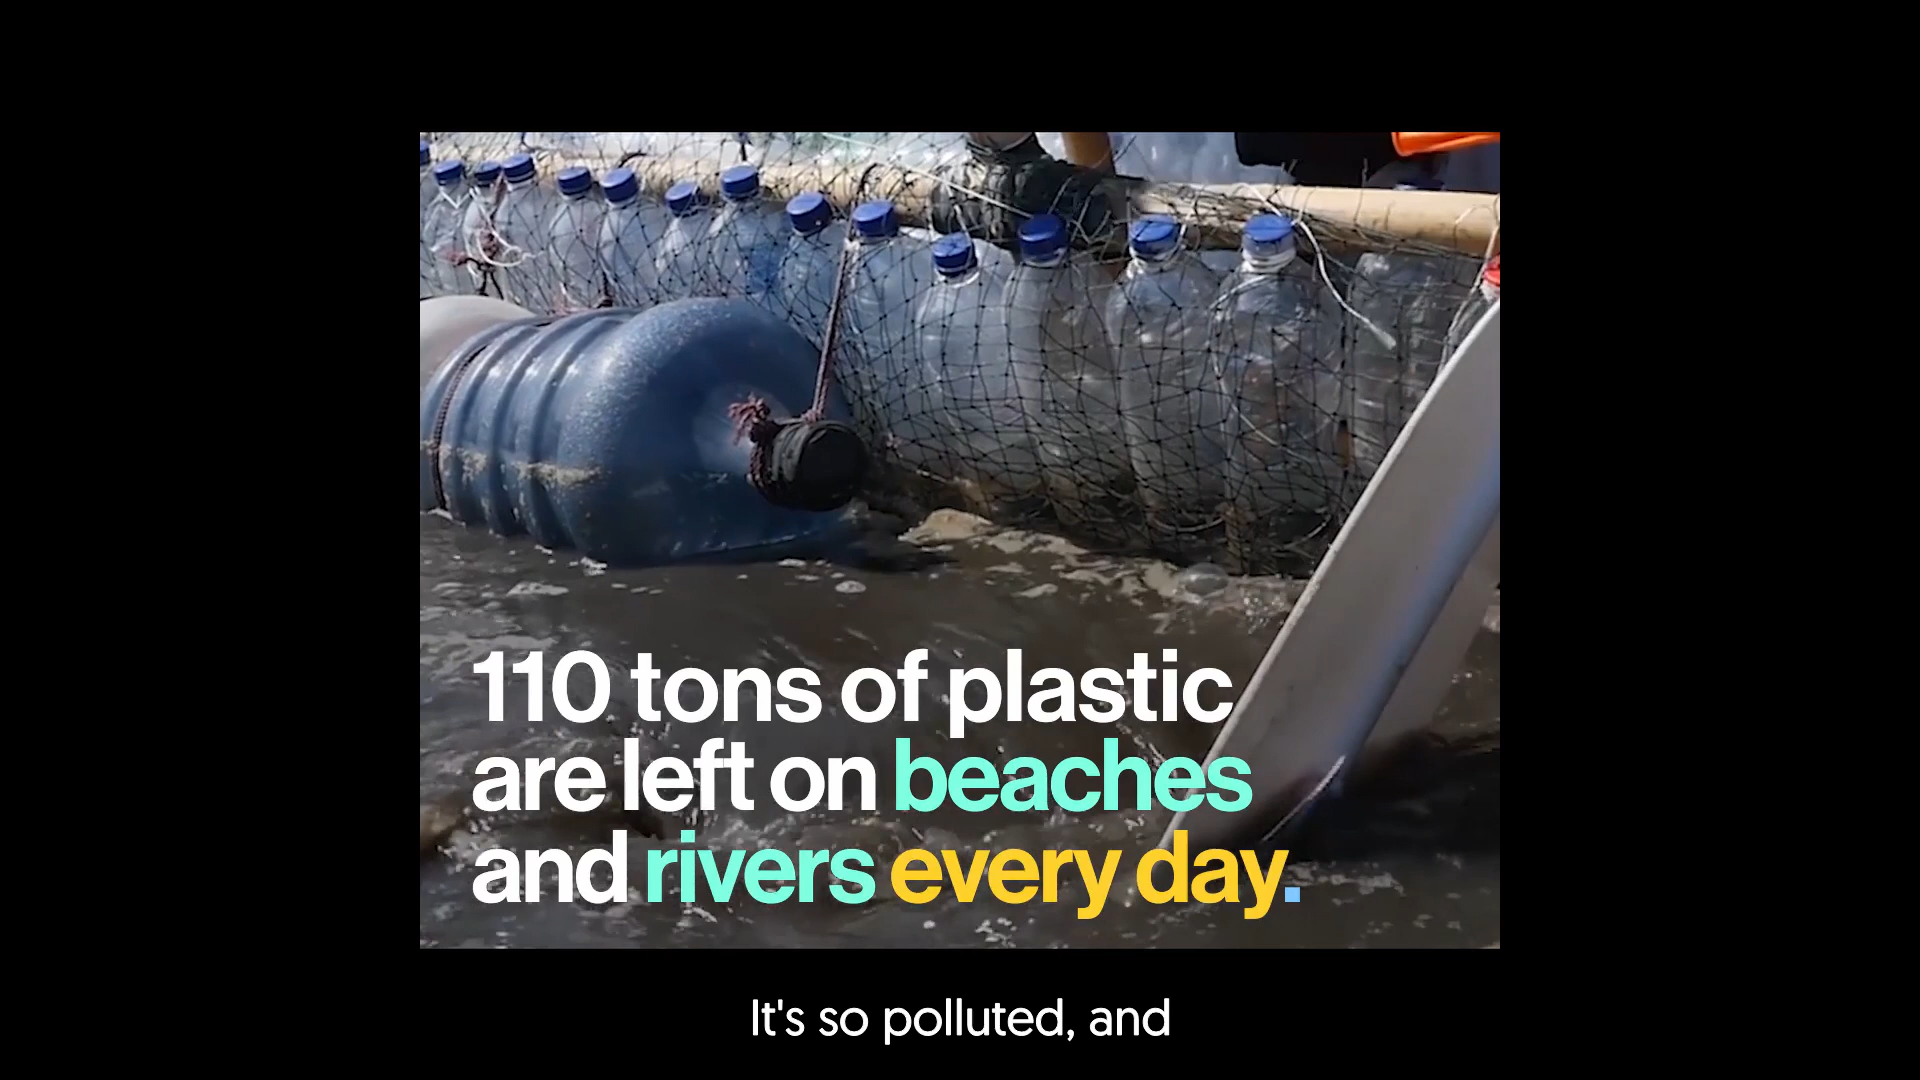 110 tons of plastic
are left on beaches
and rivers every day.
It's so polluted, and